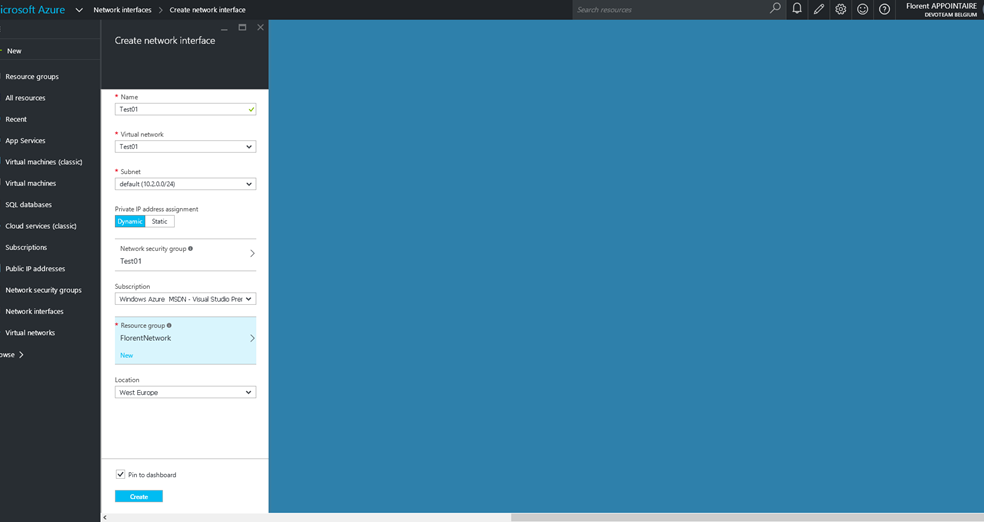 icrosoft Azure
Network interfaces
Create network interface
Search resources
Florent APPOINTAIRE
DEVOTEAM BELGIUM
New
Resource groups
All resources
Recent
App Services
Virtual machines (classic)
Virtual machines
SQL databases
Cloud services (classic)
Subscriptions
Public IP addresses
Network security groups
Network interfaces
Virtual networks
owse
Create network interface
* Name
Test01
* Virtual network
Test01
* Subnet
default (10.2.0.0/24)
Private IP address assignment
Dynamic Static
Network security group
Test01
Subscription
Windows Azure MSDN - Visual Studio Prer
* Resource group
FlorentNetwork
New
Location
West Europe
Pin to dashboard
Create